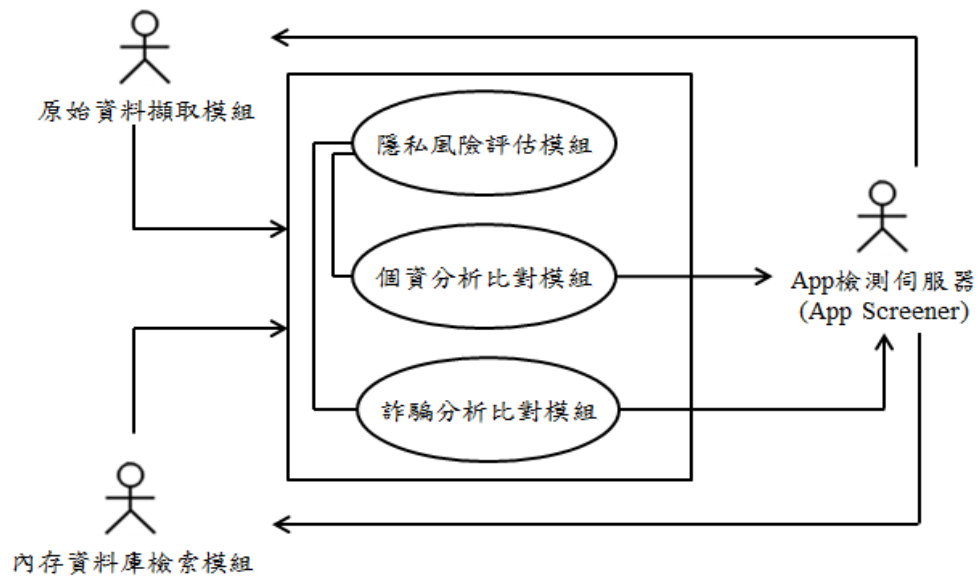 原始資料擷取模組
隱私風險評估模組
個資分析比對模組
App檢測伺服器
(App Screener)
詐騙分析比對模組
內存資料庫檢索模組